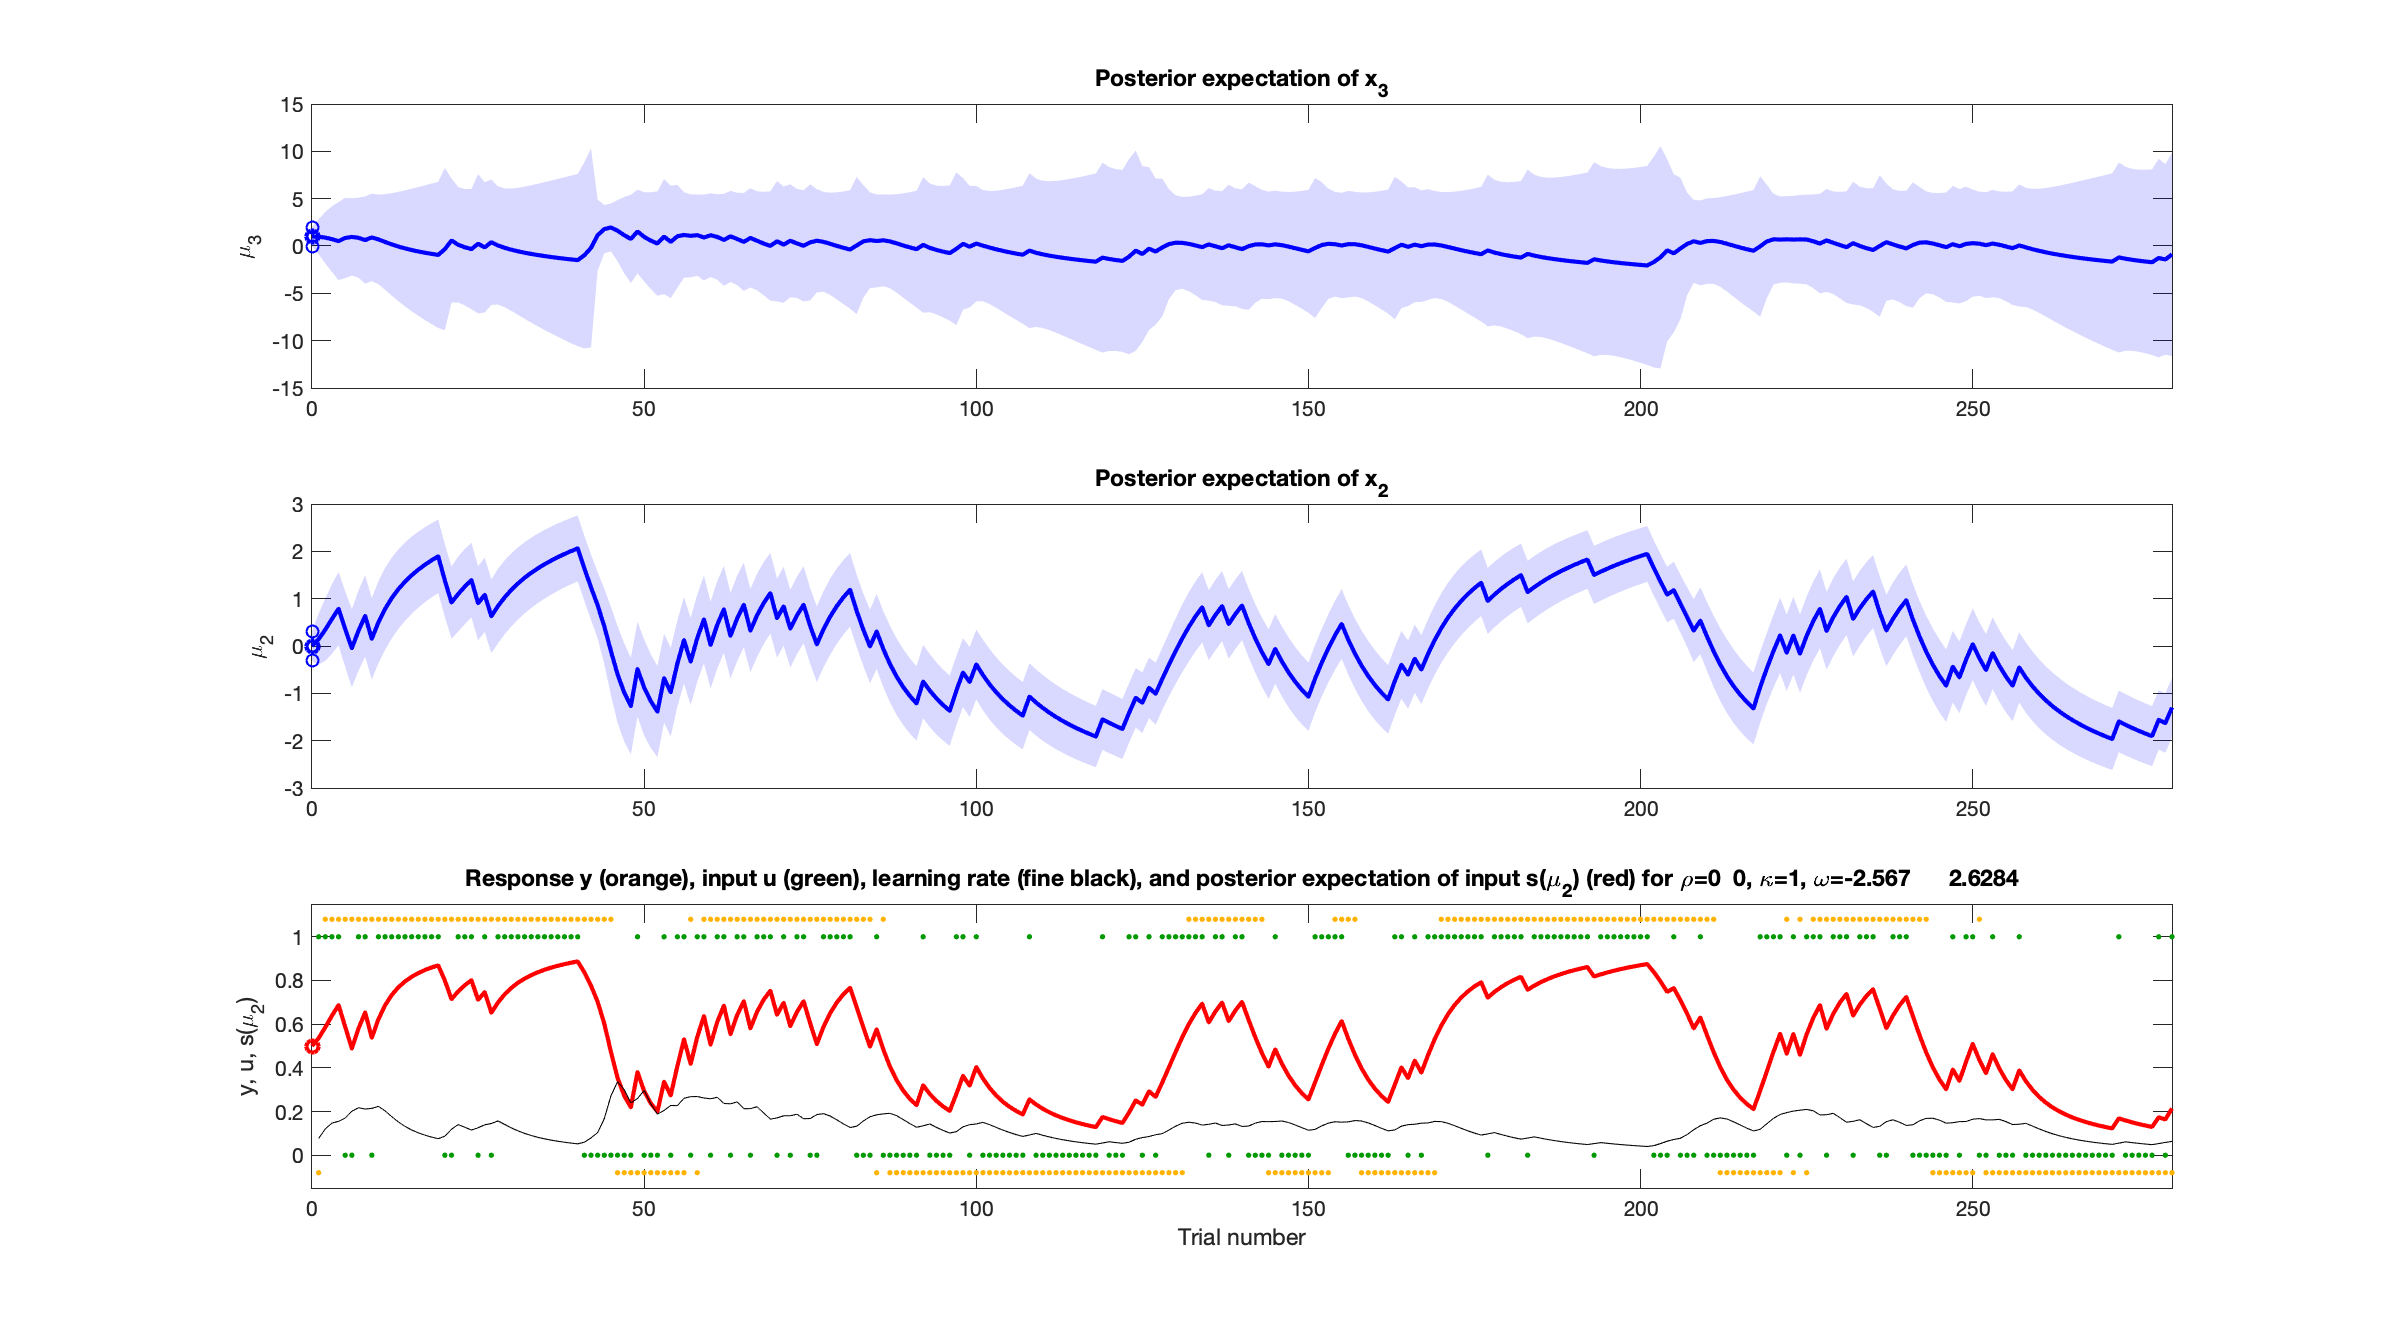 Posterior expectation of x3
15
10
5
0
-5
-10
-15
μ3
0 50 100 150 200 250
Posterior expectation of x2
3
2
1
0
-1
-2
-3
μ2
0 50 100 150 200 250
Response y (orange), input u (green), learning rate (fine black), and posterior expectation of input s(μ2) (red) for ρ=0 0, κ=1, ω=-2.567 2.6284
1
0.8
0.6
0.4
0.2
0
y, u, s(μ2)
0 50 100 150 200 250
Trial number